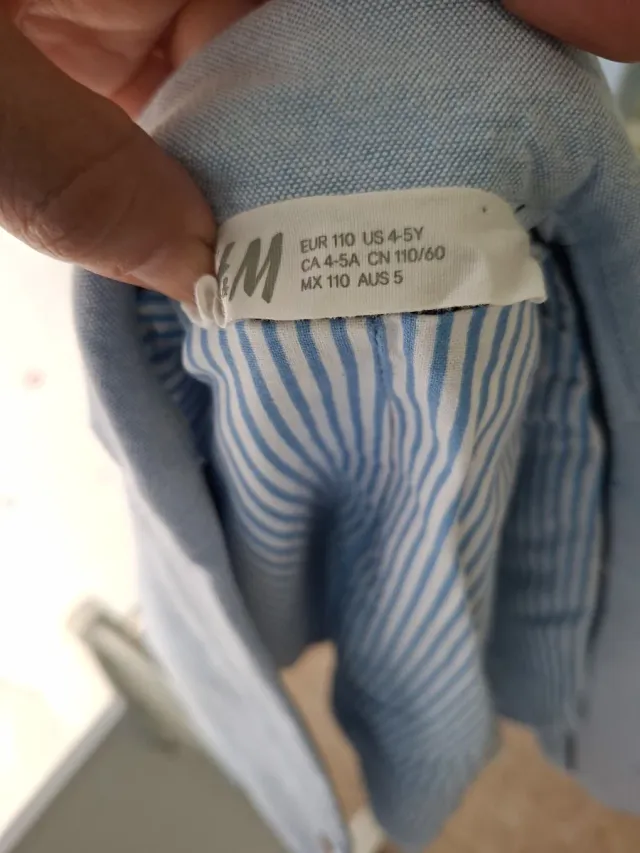 &M
EUR 110 US 4-5Y
CA 4-5A CN 110/60
MX 110 AUS 5